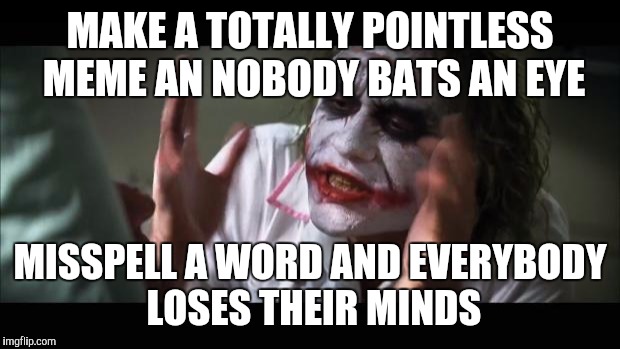 MAKE A TOTALLY POINTLESS
MEME AN NOBODY BATS AN EYE
MISSPELL A WORD AND EVERYBODY
LOSES THEIR MINDS
imgflip.com